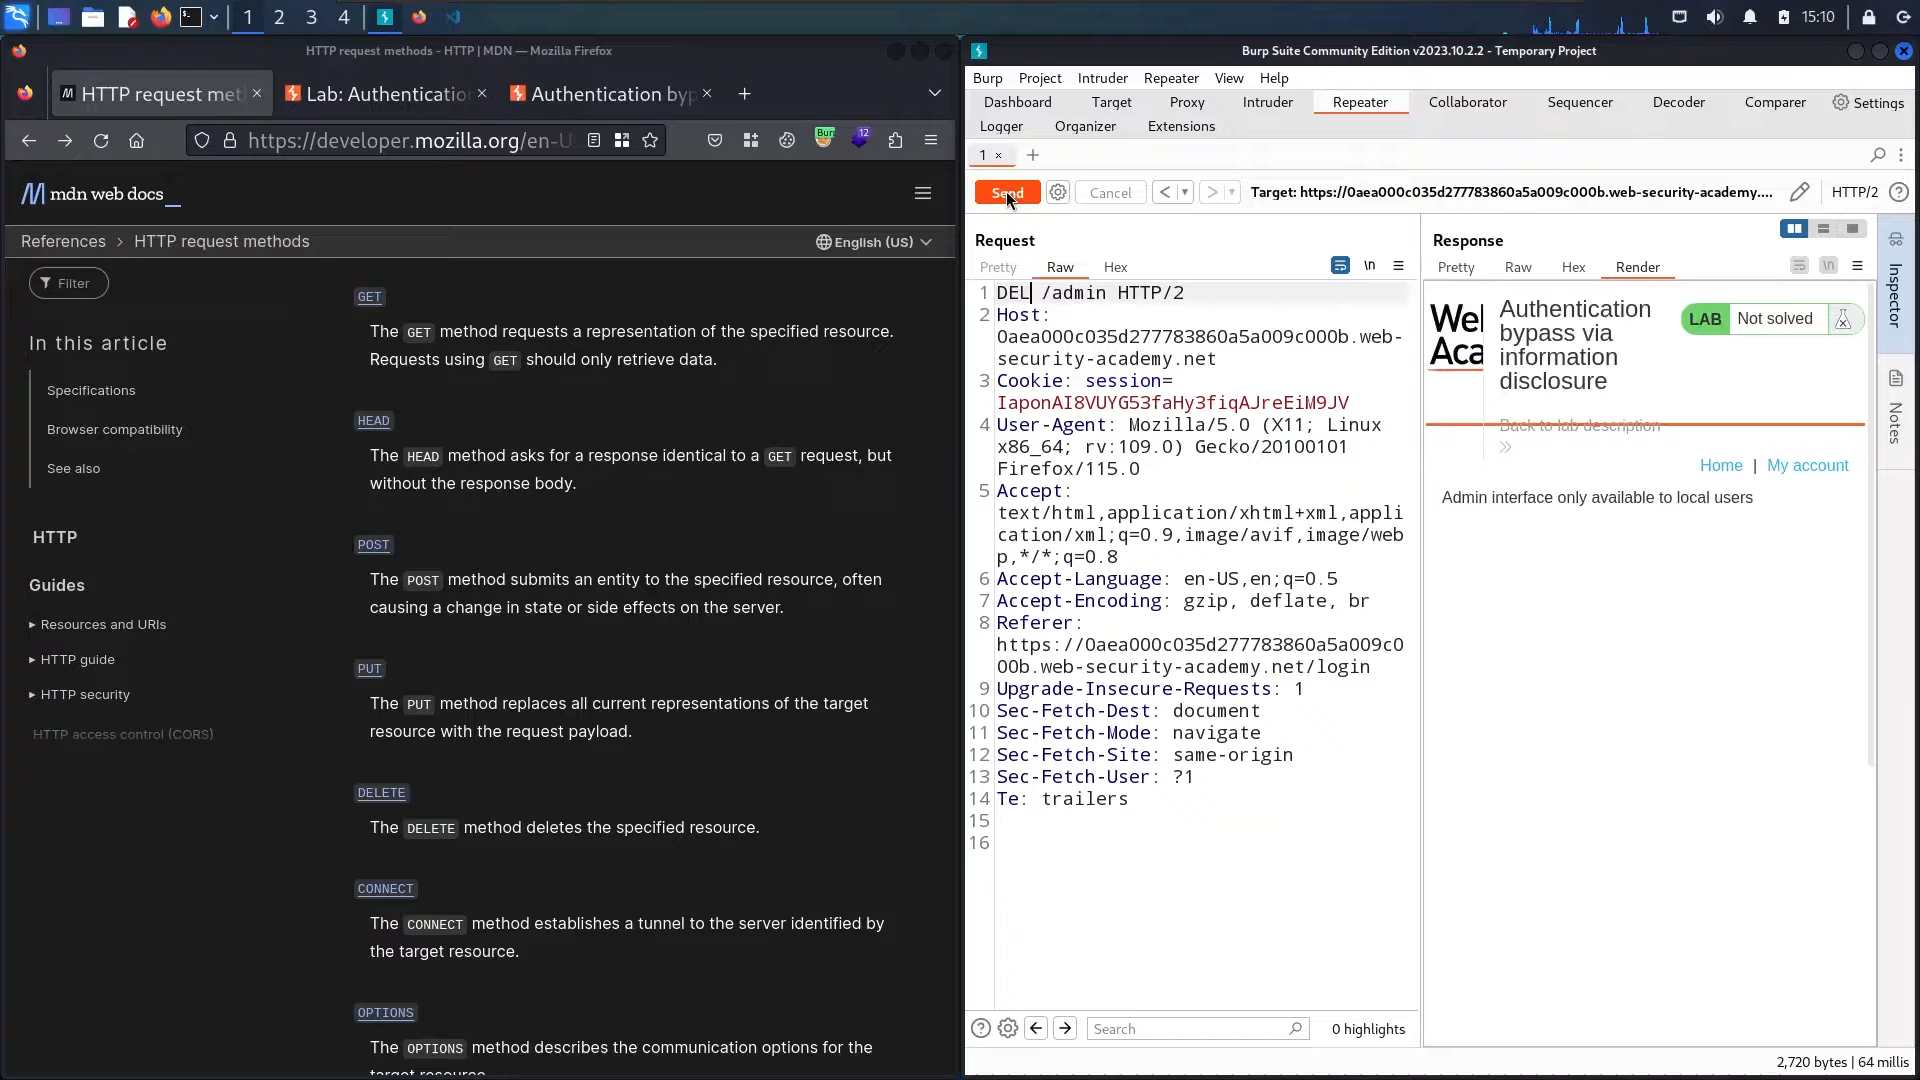 1 2 3 4
15:10
HTTP request methods - HTTP | MDN — Mozilla Firefox
HTTP request met
Lab: Authenticatio
Authentication byp
https://developer.mozilla.org/en-U
Bur
12
mdn web docs_
References > HTTP request methods
English (US)
Filter
In this article
Specifications
Browser compatibility
See also
HTTP
Guides
Resources and URIs
HTTP guide
HTTP security
HTTP access control (CORS)
GET
The GET method requests a representation of the specified resource.
Requests using GET should only retrieve data.
HEAD
The HEAD method asks for a response identical to a GET request, but
without the response body.
POST
The POST method submits an entity to the specified resource, often
causing a change in state or side effects on the server.
PUT
The PUT method replaces all current representations of the target
resource with the request payload.
DELETE
The DELETE method deletes the specified resource.
CONNECT
The CONNECT method establishes a tunnel to the server identified by
the target resource.
OPTIONS
The OPTIONS method describes the communication options for the
target resource.
Burp Suite Community Edition v2023.10.2.2 - Temporary Project
Burp Project Intruder Repeater View Help
Dashboard Target Proxy Intruder Repeater Collaborator Sequencer Decoder Comparer Settings
Logger Organizer Extensions
1 × +
Send Cancel < > Target: https://0aea000c035d277783860a5a009c000b.web-security-academy.... HTTP/2
Request
Pretty Raw Hex \n
1 DEL /admin HTTP/2
2 Host:
0aea000c035d277783860a5a009c000b.web-
security-academy.net
3 Cookie: session=
IaponAI8VUYG53faHy3fiqAJreEiM9JV
4 User-Agent: Mozilla/5.0 (X11; Linux
x86_64; rv:109.0) Gecko/20100101
Firefox/115.0
5 Accept:
text/html,application/xhtml+xml,appli
cation/xml;q=0.9,image/avif,image/web
p,*/*;q=0.8
6 Accept-Language: en-US,en;q=0.5
7 Accept-Encoding: gzip, deflate, br
8 Referer:
https://0aea000c035d277783860a5a009c0
00b.web-security-academy.net/login
9 Upgrade-Insecure-Requests: 1
10 Sec-Fetch-Dest: document
11 Sec-Fetch-Mode: navigate
12 Sec-Fetch-Site: same-origin
13 Sec-Fetch-User: ?1
14 Te: trailers
15
16
Search
0 highlights
Response
Pretty Raw Hex Render \n
Authentication
bypass via
information
disclosure
LAB Not solved
Back to lab description
Home | My account
Admin interface only available to local users
Inspector
Notes
2,720 bytes | 64 millis